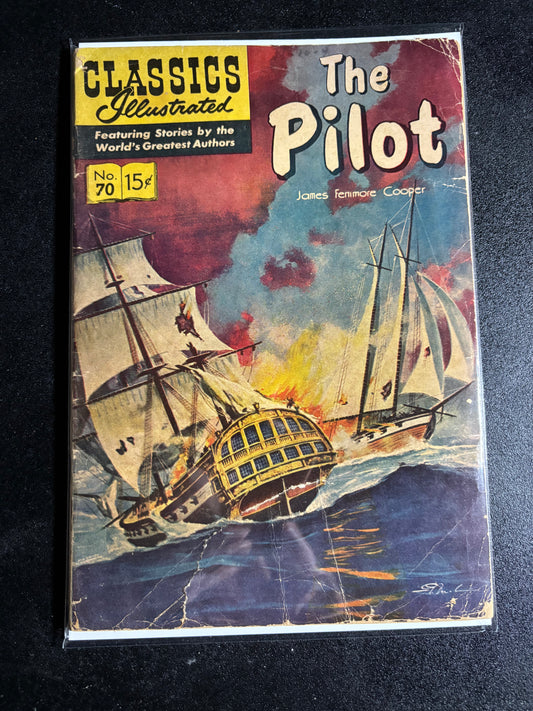 CLASSICS
Illustrated
Featuring Stories by the
World's Greatest Authors
No.
70
15¢
The
Pilot
James Fenimore Cooper